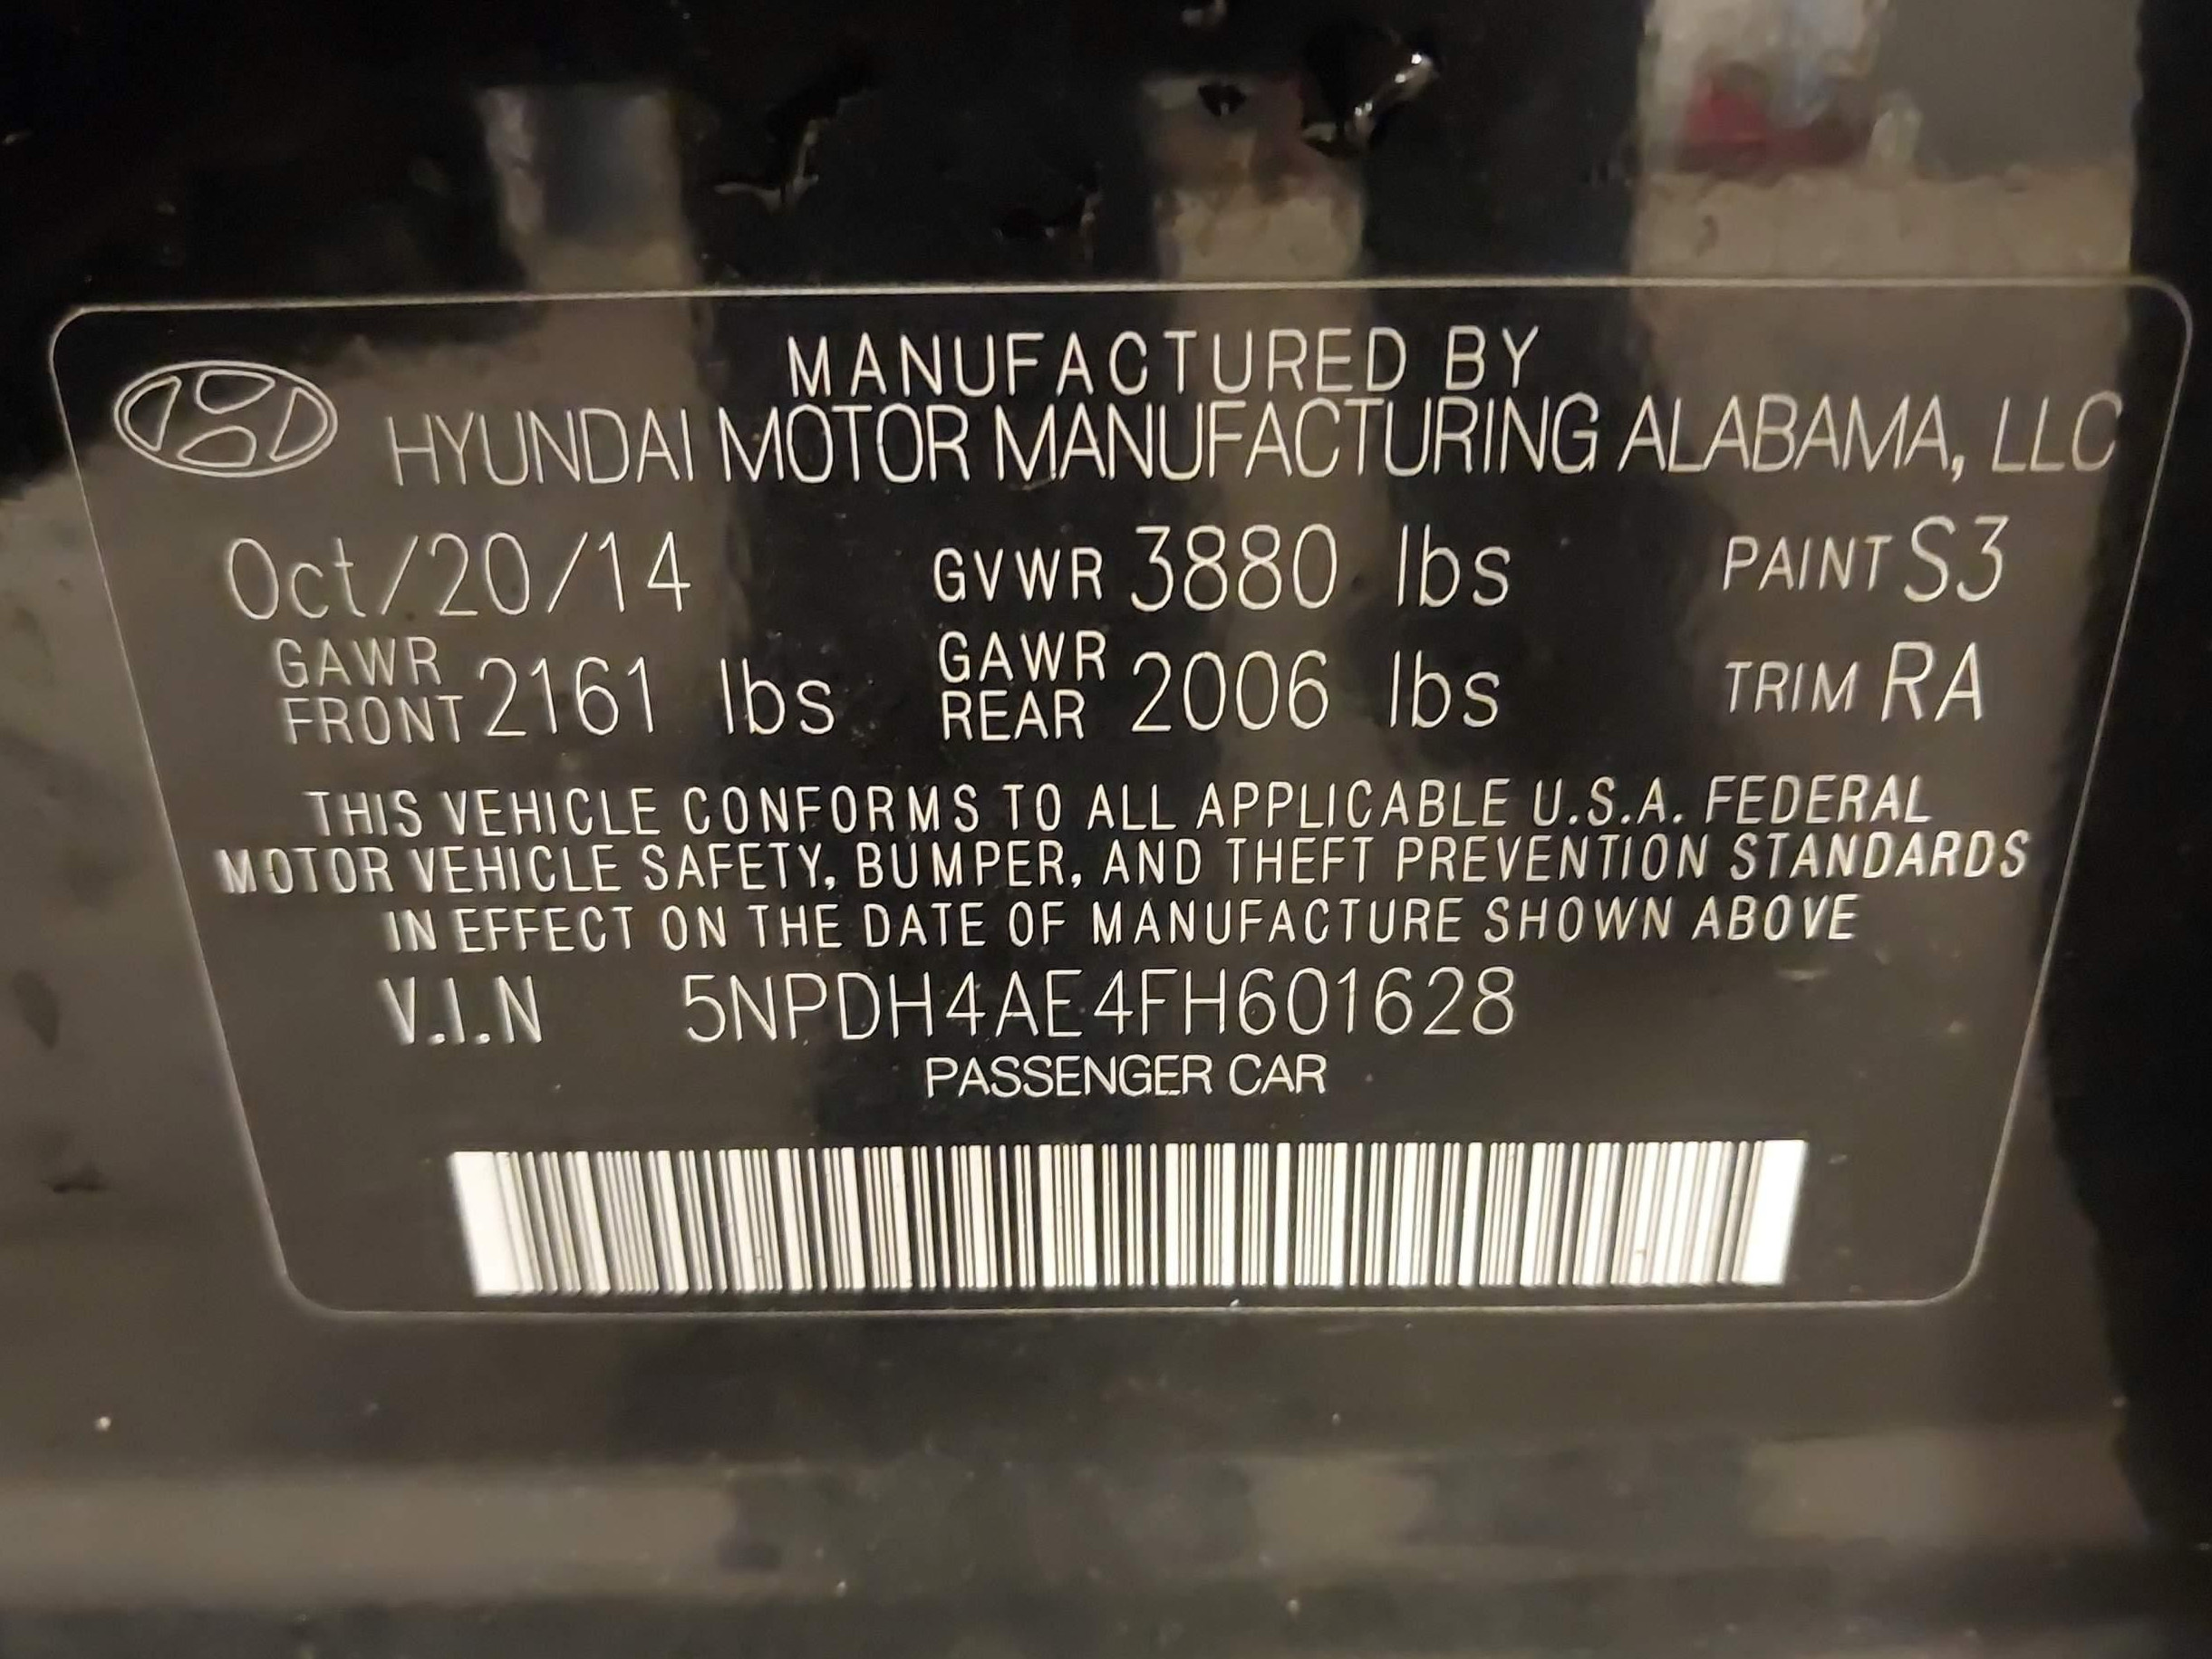 MANUFACTURED BY
HYUNDAI MOTOR MANUFACTURING ALABAMA, LLC
Oct/20/14 GVWR 3880 lbs PAINT S3
GAWR FRONT 2161 lbs GAWR REAR 2006 lbs TRIM RA
THIS VEHICLE CONFORMS TO ALL APPLICABLE U.S.A. FEDERAL
MOTOR VEHICLE SAFETY, BUMPER, AND THEFT PREVENTION STANDARDS
IN EFFECT ON THE DATE OF MANUFACTURE SHOWN ABOVE
V.I.N 5NPDH4AE4FH601628
PASSENGER CAR